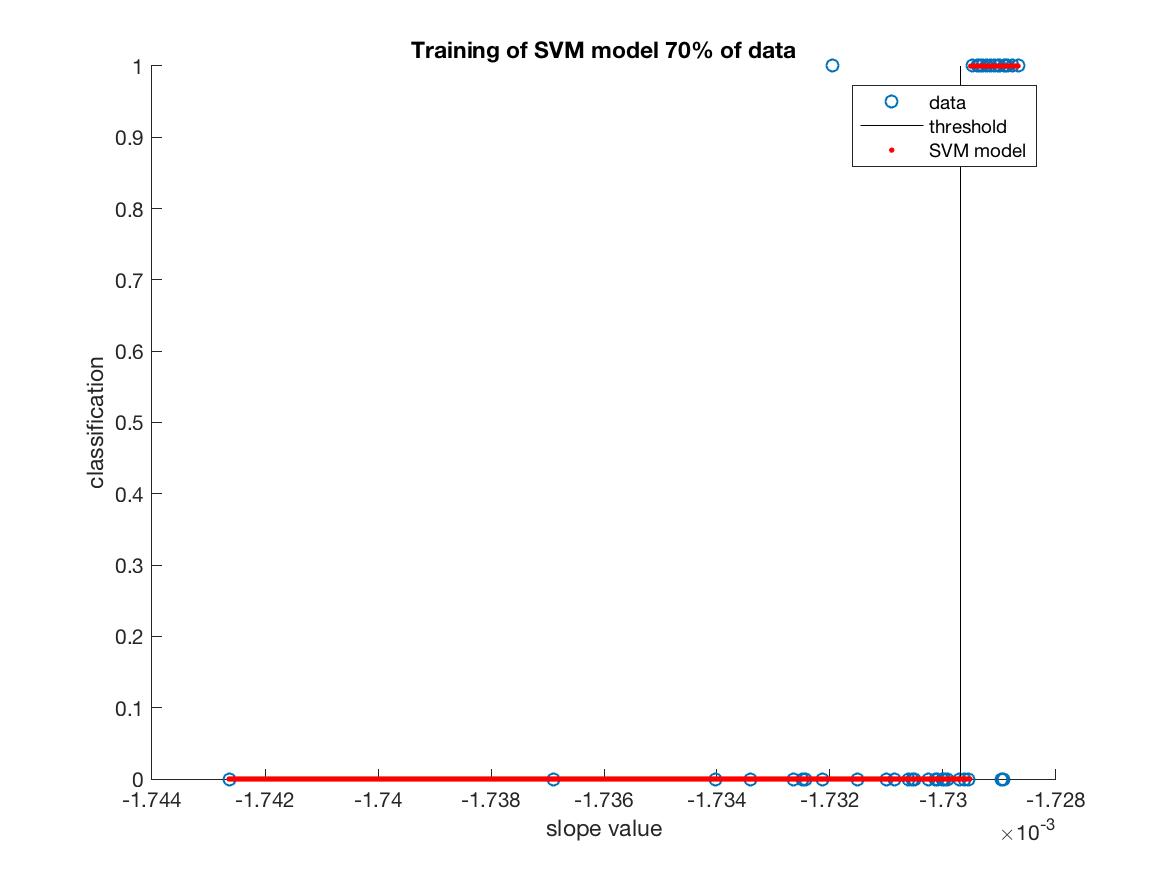 Training of SVM model 70% of data
1
0.9
0.8
0.7
0.6
0.5
0.4
0.3
0.2
0.1
0
classification
data
threshold
SVM model
-1.744 -1.742 -1.74 -1.738 -1.736 -1.734 -1.732 -1.73 -1.728
slope value
×10-3